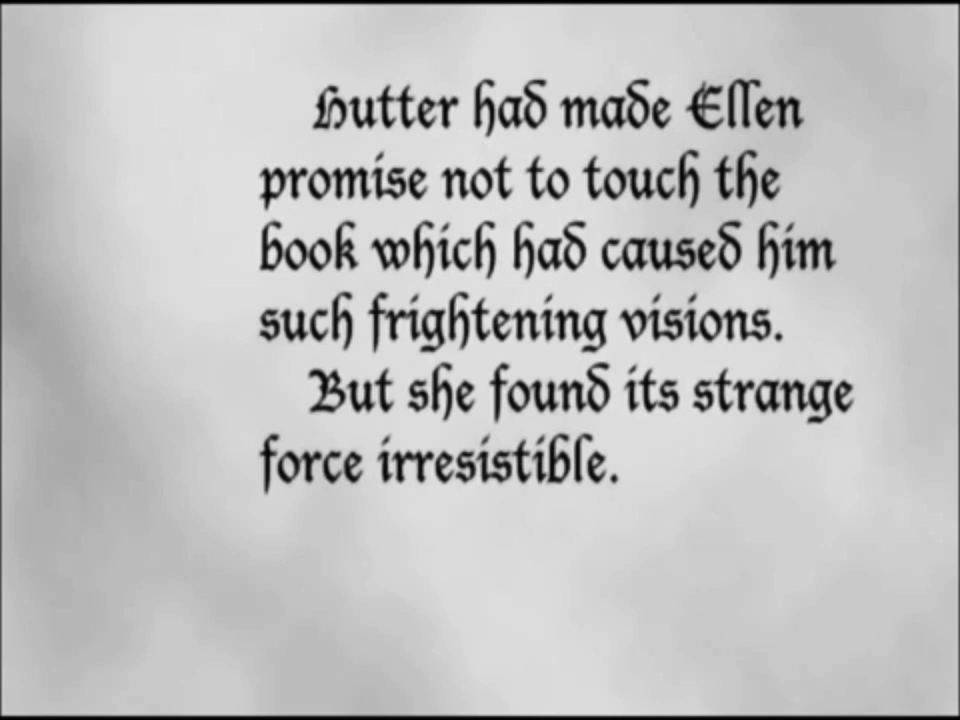 Hutter had made Ellen
promise not to touch the
book which had caused him
such frightening visions.
But she found its strange
force irresistible.